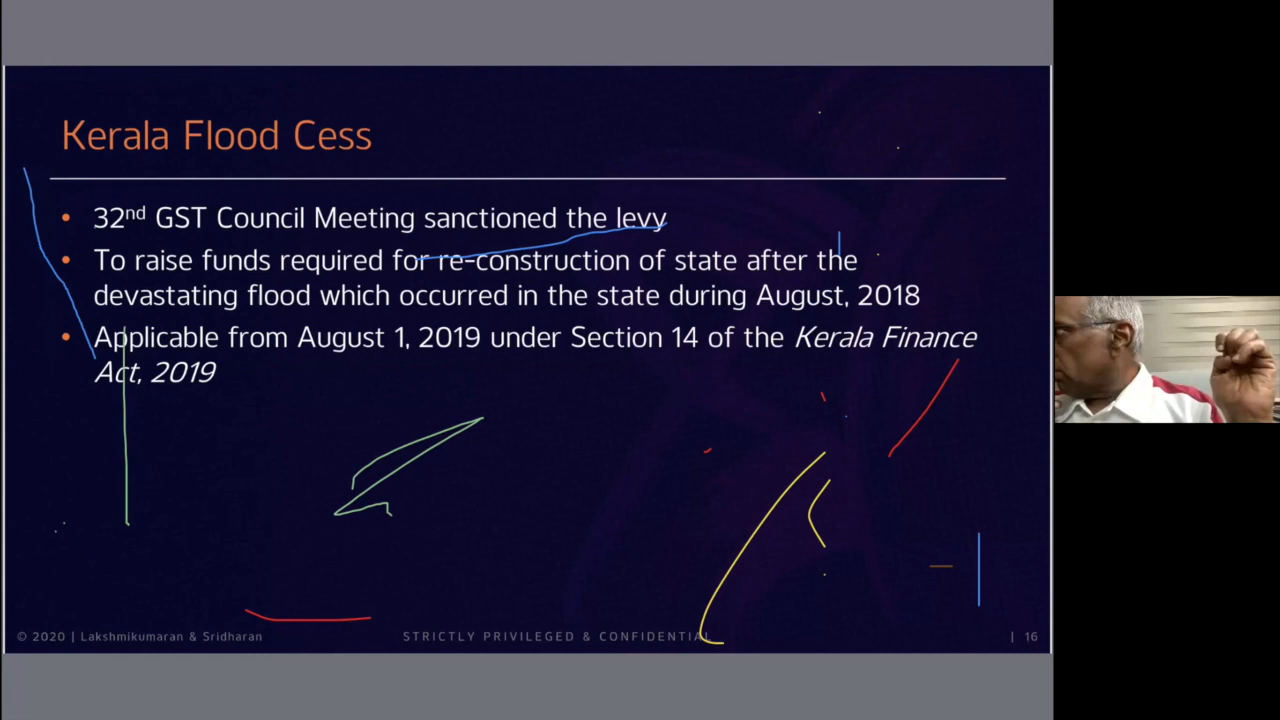 Kerala Flood Cess
• 32nd GST Council Meeting sanctioned the levy
• To raise funds required for re-construction of state after the
devastating flood which occurred in the state during August, 2018
• Applicable from August 1, 2019 under Section 14 of the Kerala Finance
Act, 2019
© 2020 | Lakshmikumaran & Sridharan STRICTLY PRIVILEGED & CONFIDENTIAL | 16